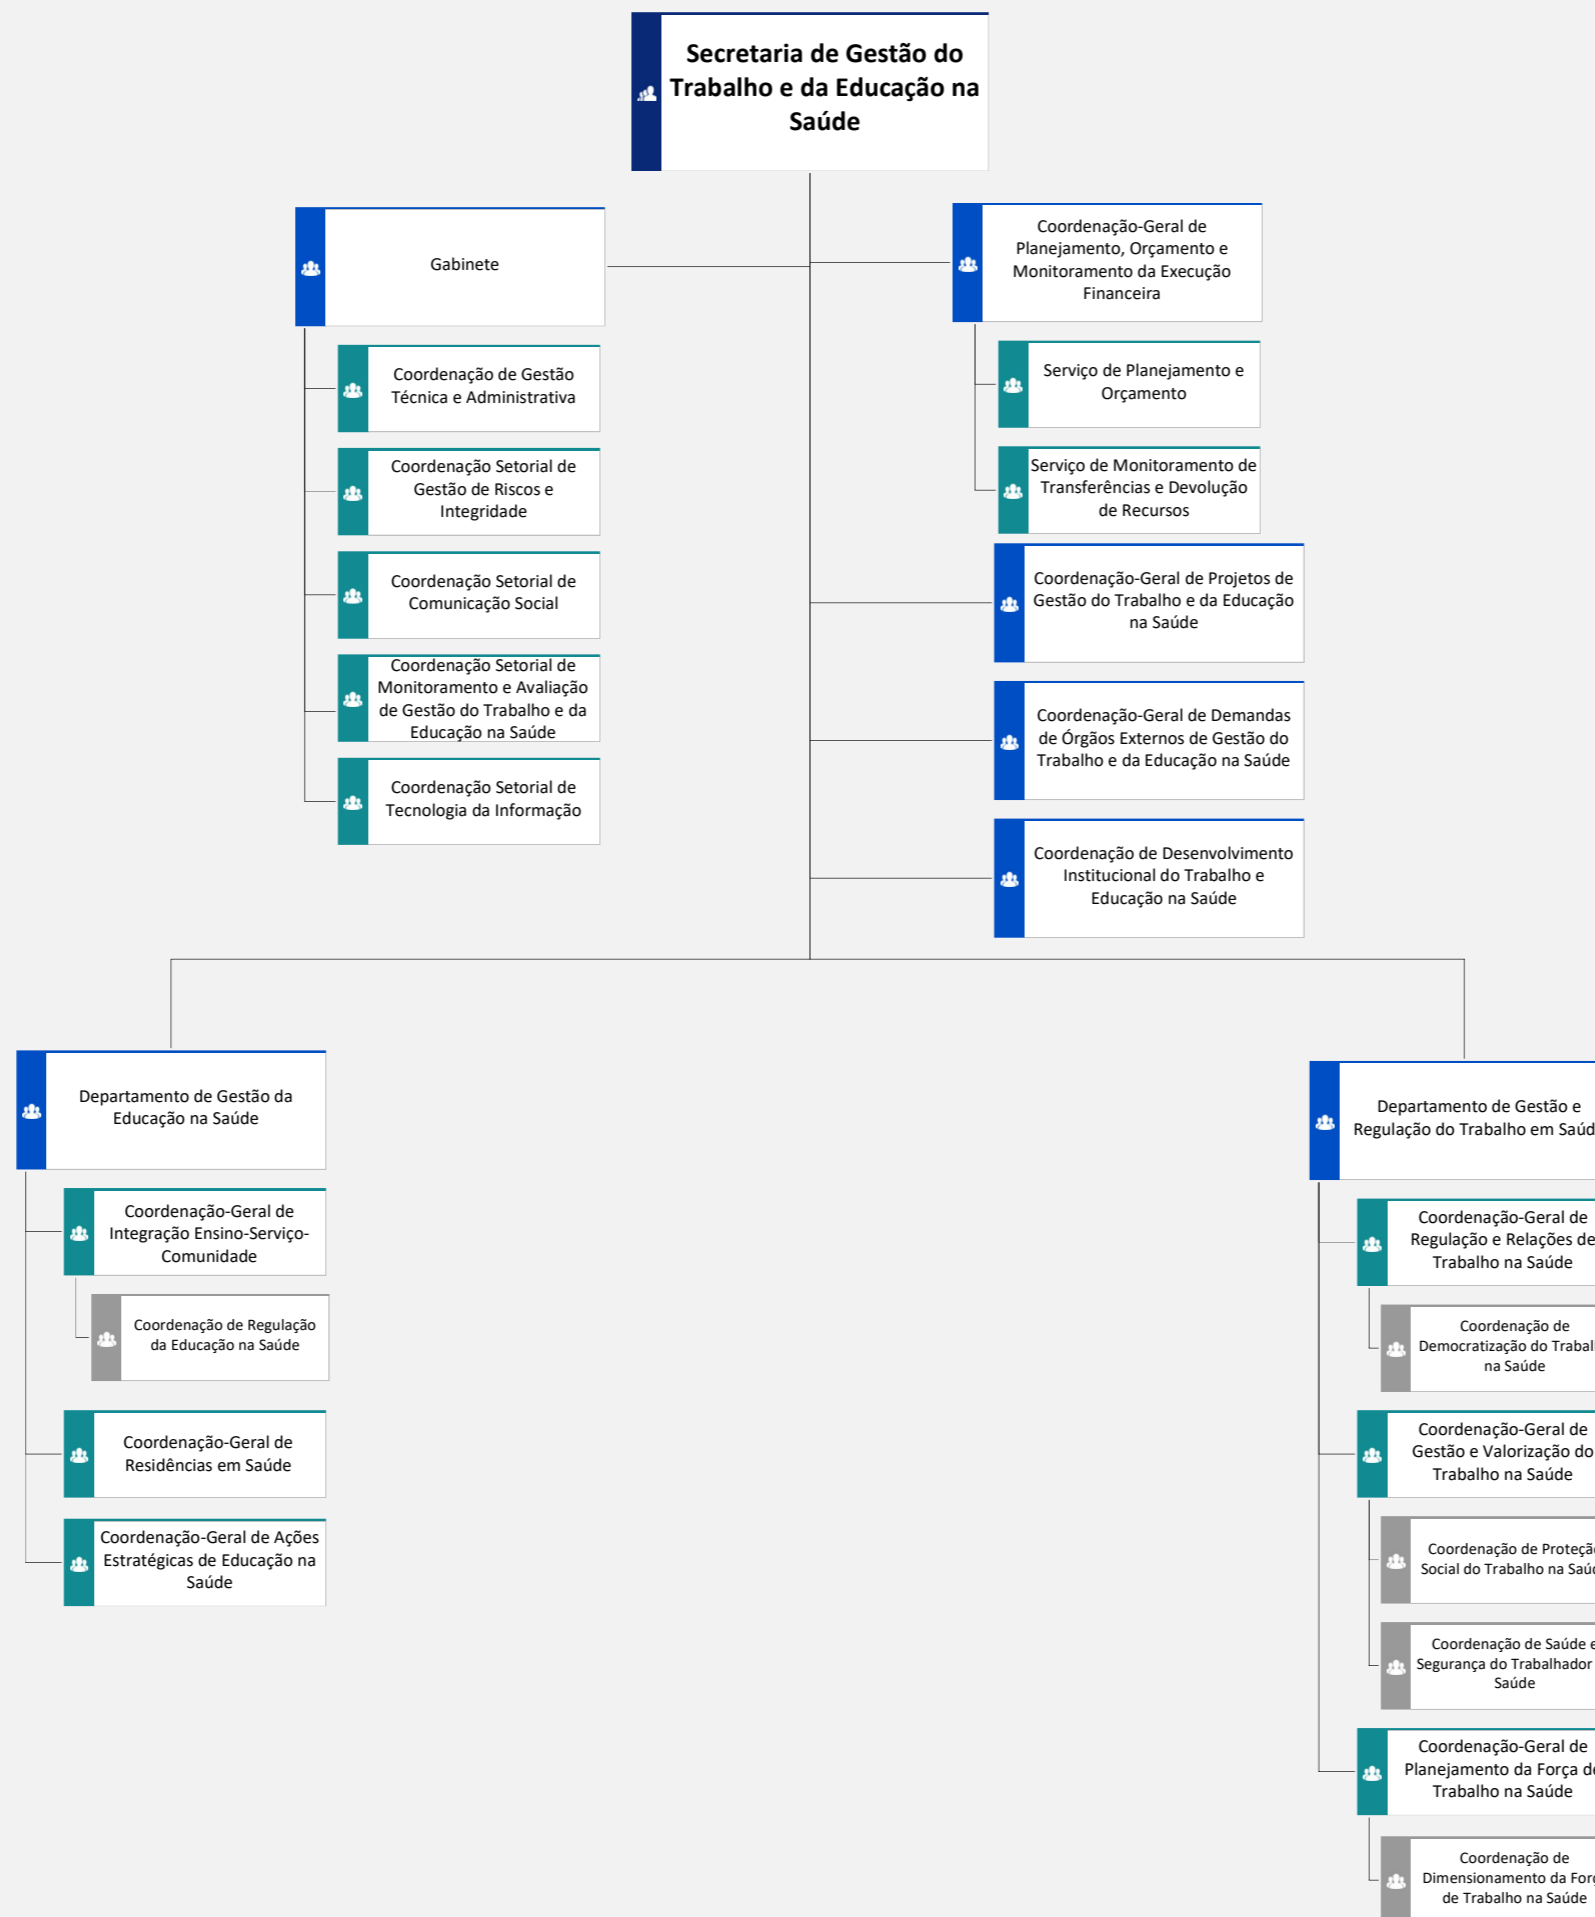 Secretaria de Gestão do
Trabalho e da Educação na
Saúde
Gabinete
Coordenação de Gestão
Técnica e Administrativa
Coordenação Setorial de
Gestão de Riscos e
Integridade
Coordenação Setorial de
Comunicação Social
Coordenação Setorial de
Monitoramento e Avaliação
de Gestão do Trabalho e da
Educação na Saúde
Coordenação Setorial de
Tecnologia da Informação
Coordenação-Geral de
Planejamento, Orçamento e
Monitoramento da Execução
Financeira
Serviço de Planejamento e
Orçamento
Serviço de Monitoramento de
Transferências e Devolução
de Recursos
Coordenação-Geral de Projetos de
Gestão do Trabalho e da Educação
na Saúde
Coordenação-Geral de Demandas
de Órgãos Externos de Gestão do
Trabalho e da Educação na Saúde
Coordenação de Desenvolvimento
Institucional do Trabalho e
Educação na Saúde
Departamento de Gestão da
Educação na Saúde
Coordenação-Geral de
Integração Ensino-Serviço-
Comunidade
Coordenação de Regulação
da Educação na Saúde
Coordenação-Geral de
Residências em Saúde
Coordenação-Geral de Ações
Estratégicas de Educação na
Saúde
Departamento de Gestão e
Regulação do Trabalho em
Coordenação-Geral de
Regulação e Relações de
Trabalho na Saúde
Coordenação de
Democratização do
na Saúde
Coordenação-Geral de
Gestão e Valorização do
Trabalho na Saúde
Coordenação de
Social do Trabalho na
Coordenação de Saúde e
Segurança do Trabalhador
Saúde
Coordenação-Geral de
Planejamento da Força de
Trabalho na Saúde
Coordenação de
Dimensionamento da
de Trabalho na Saúde